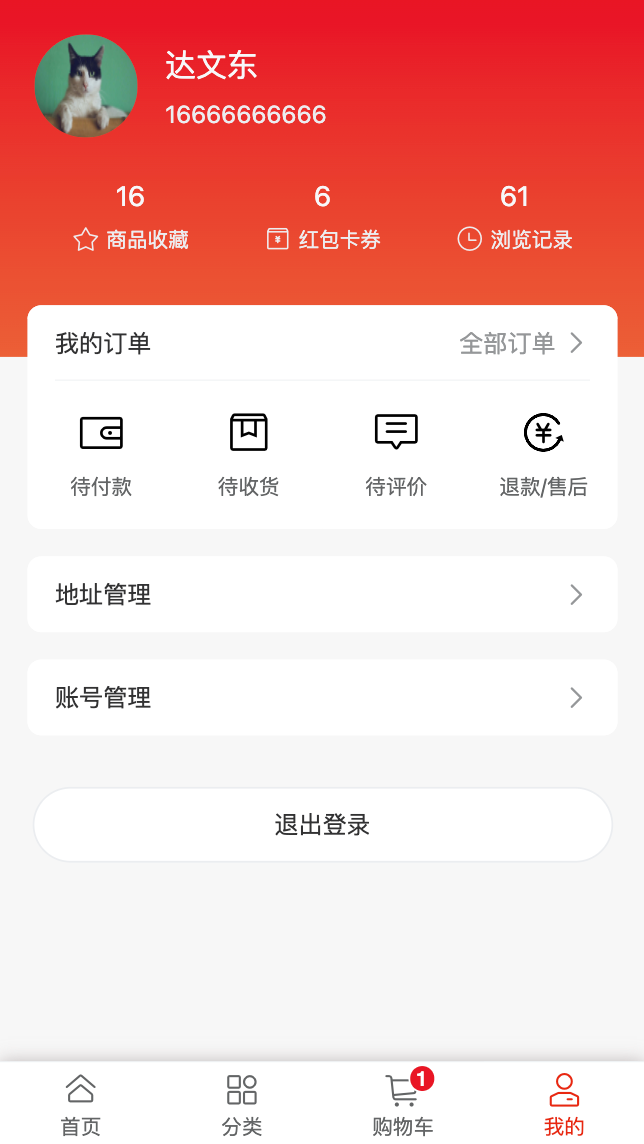 达文东
16666666666
16 6 61
商品收藏 红包卡券 浏览记录
我的订单 全部订单
待付款 待收货 待评价 退款/售后
地址管理
账号管理
退出登录
1
首页 分类 购物车 我的